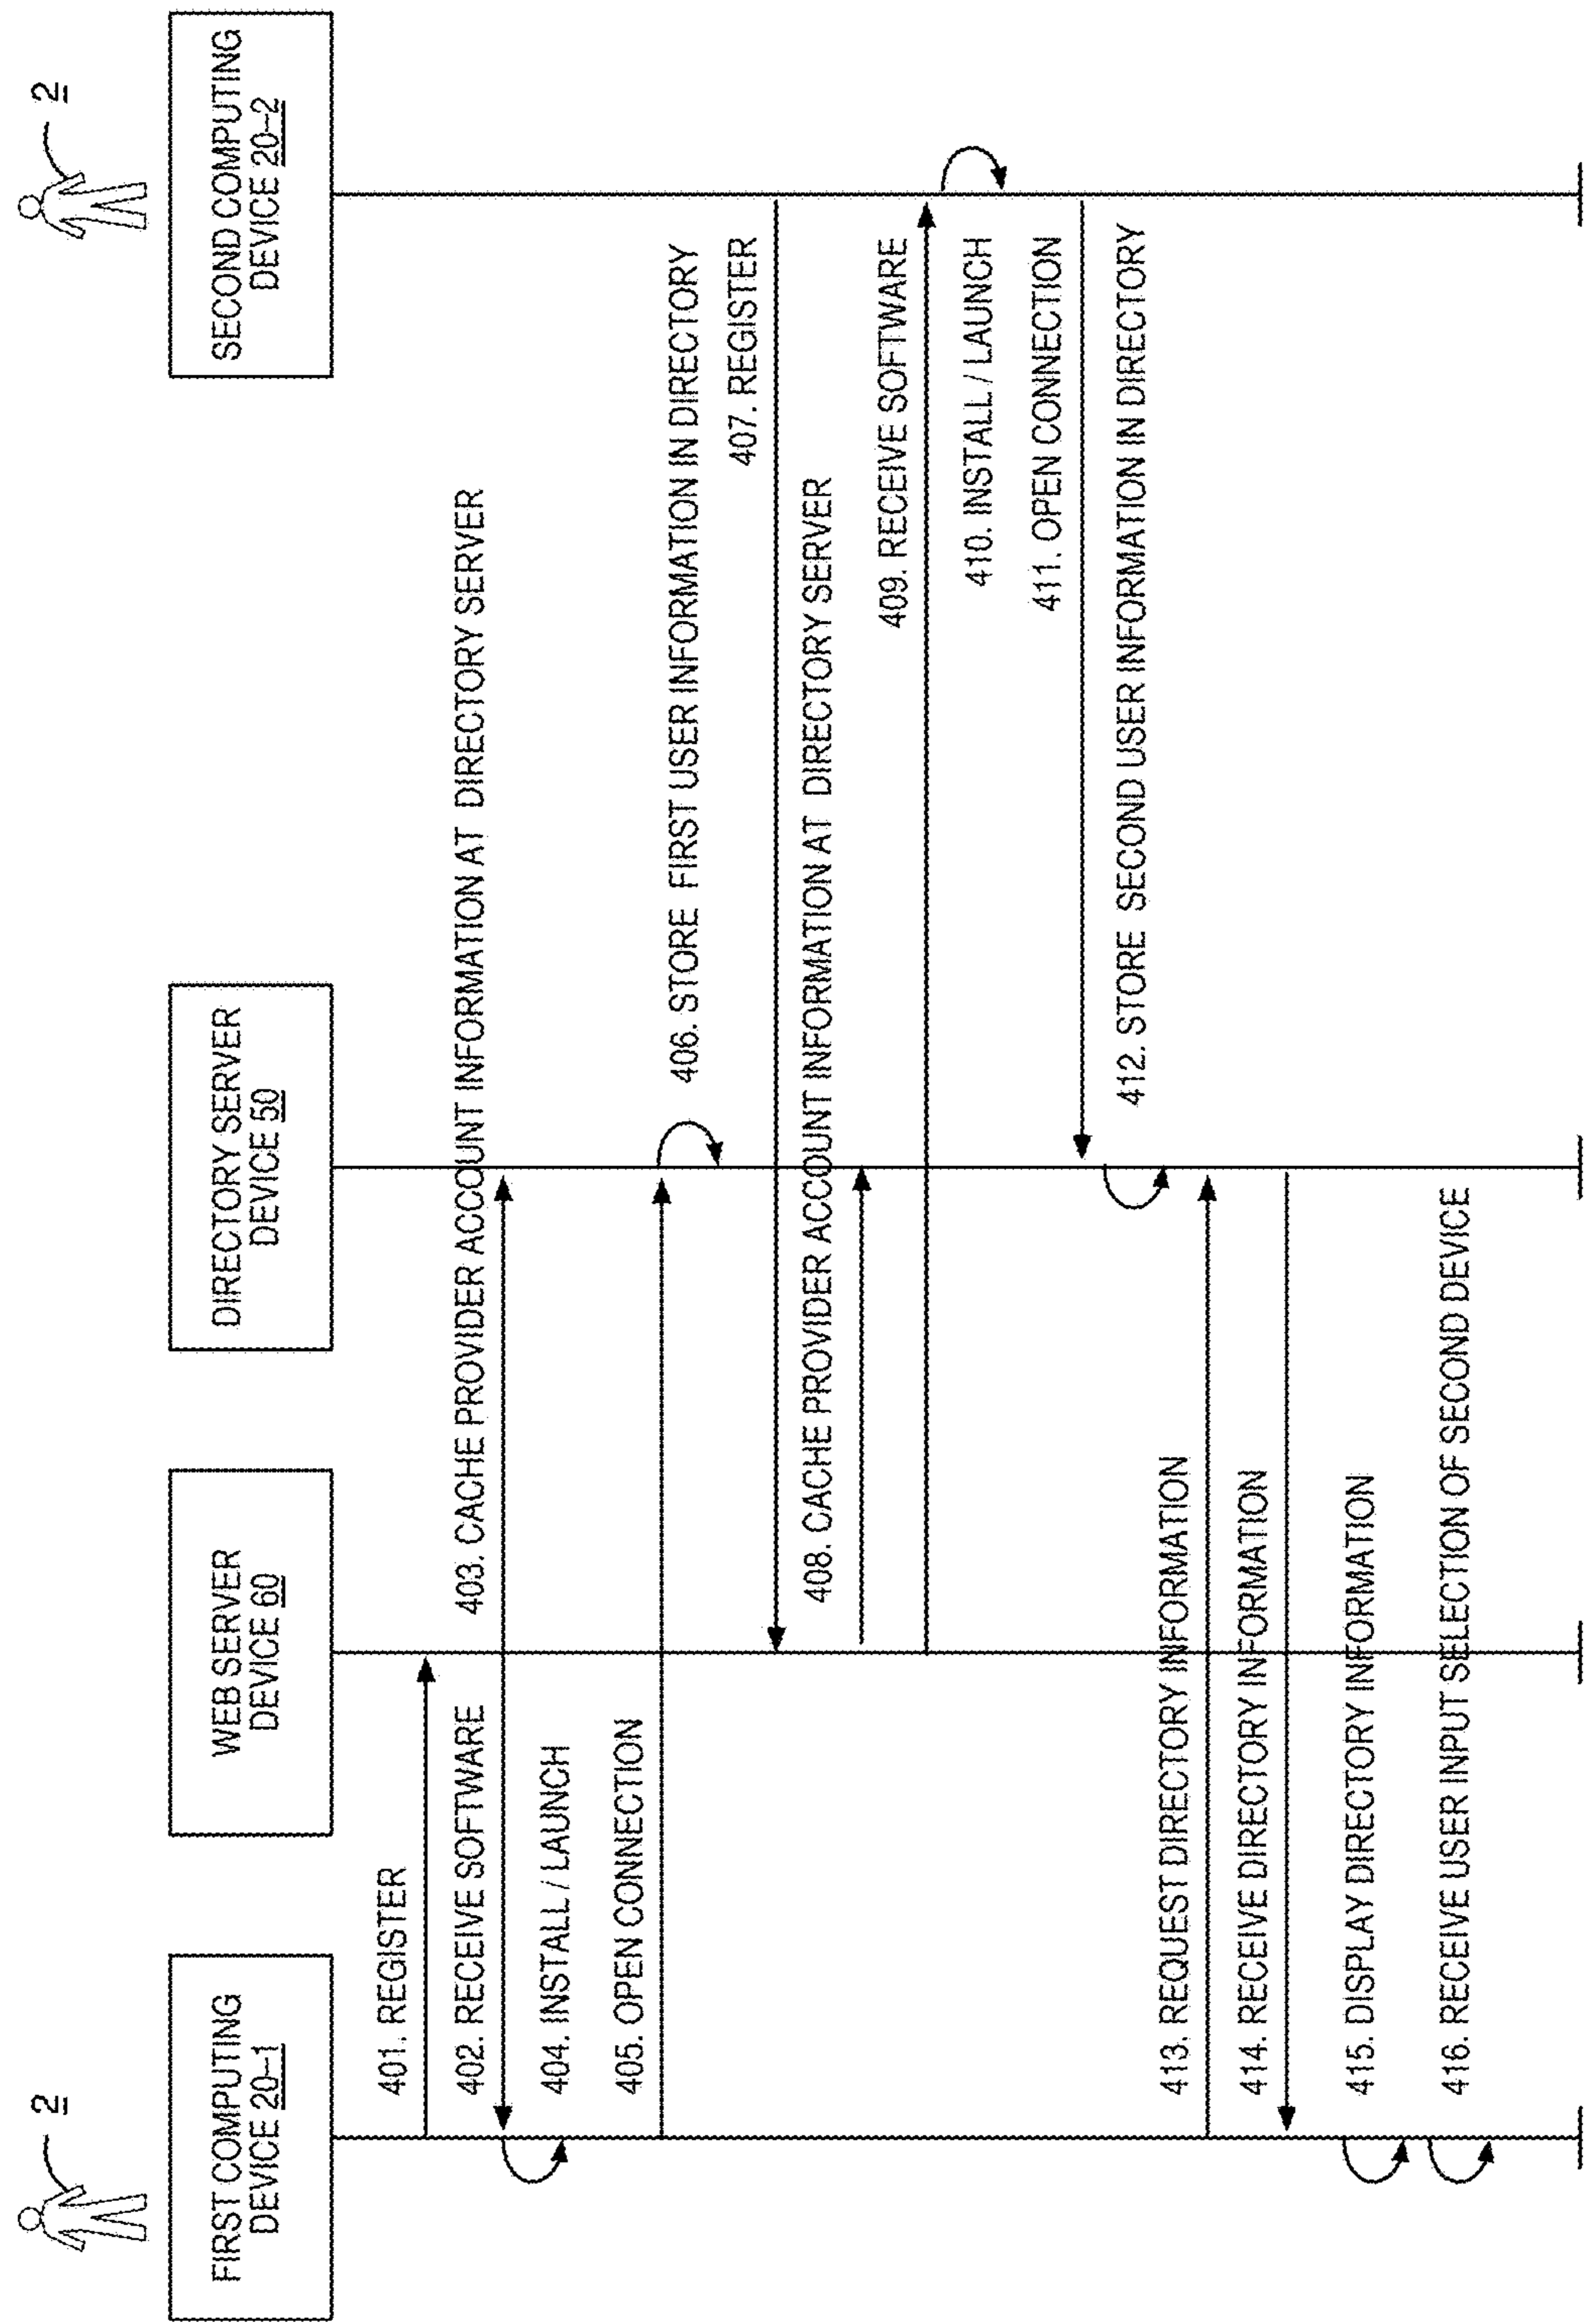 2
2
FIRST COMPUTING
DEVICE 20-1
WEB SERVER
DEVICE 60
DIRECTORY SERVER
DEVICE 50
SECOND COMPUTING
DEVICE 20-2
401. REGISTER
402. RECEIVE SOFTWARE
403. CACHE PROVIDER ACCOUNT INFORMATION AT DIRECTORY SERVER
404. INSTALL / LAUNCH
405. OPEN CONNECTION
406. STORE FIRST USER INFORMATION IN DIRECTORY
407. REGISTER
408. CACHE PROVIDER ACCOUNT INFORMATION AT DIRECTORY SERVER
409. RECEIVE SOFTWARE
410. INSTALL / LAUNCH
411. OPEN CONNECTION
412. STORE SECOND USER INFORMATION IN DIRECTORY
413. REQUEST DIRECTORY INFORMATION
414. RECEIVE DIRECTORY INFORMATION
415. DISPLAY DIRECTORY INFORMATION
416. RECEIVE USER INPUT SELECTION OF SECOND DEVICE